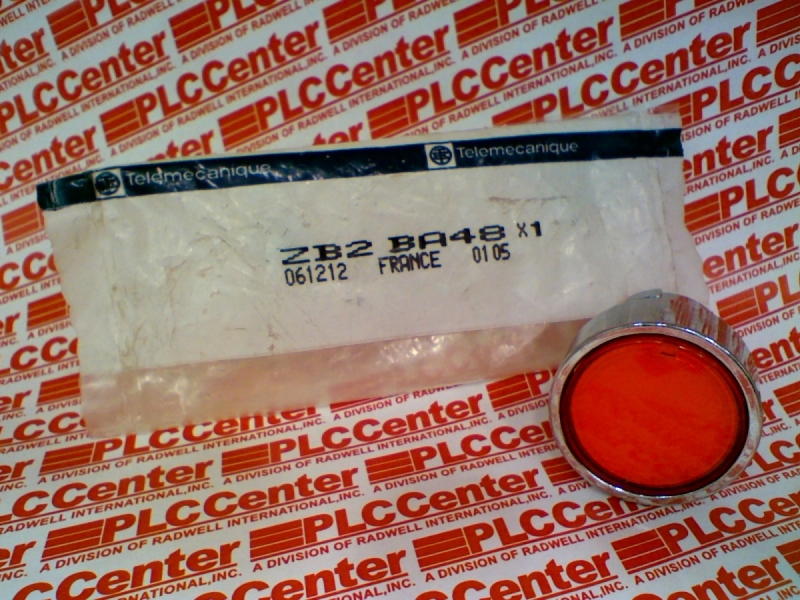 Telemecanique Telemecanique
ZB2 BA48 X1
061212 FRANCE 0105
PLCCenter
A DIVISION OF RADWELL INTERNATIONAL,INC.